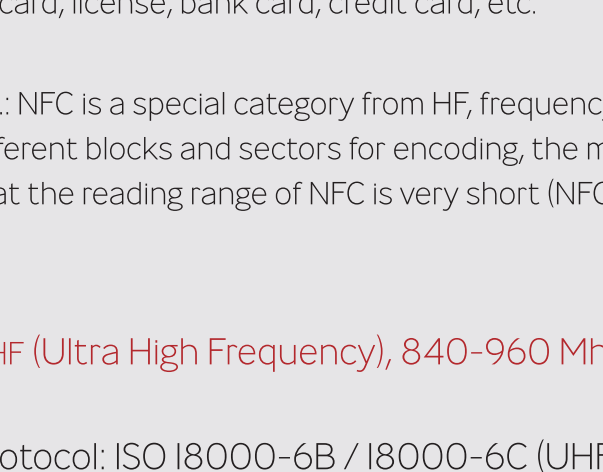 card, license, bank card, credit card, etc.
.: NFC is a special category from HF, frequency
ferent blocks and sectors for encoding, the m
at the reading range of NFC is very short (NFC
HF (Ultra High Frequency), 840-960 Mh
otocol: ISO 18000-6B / 18000-6C (UHF